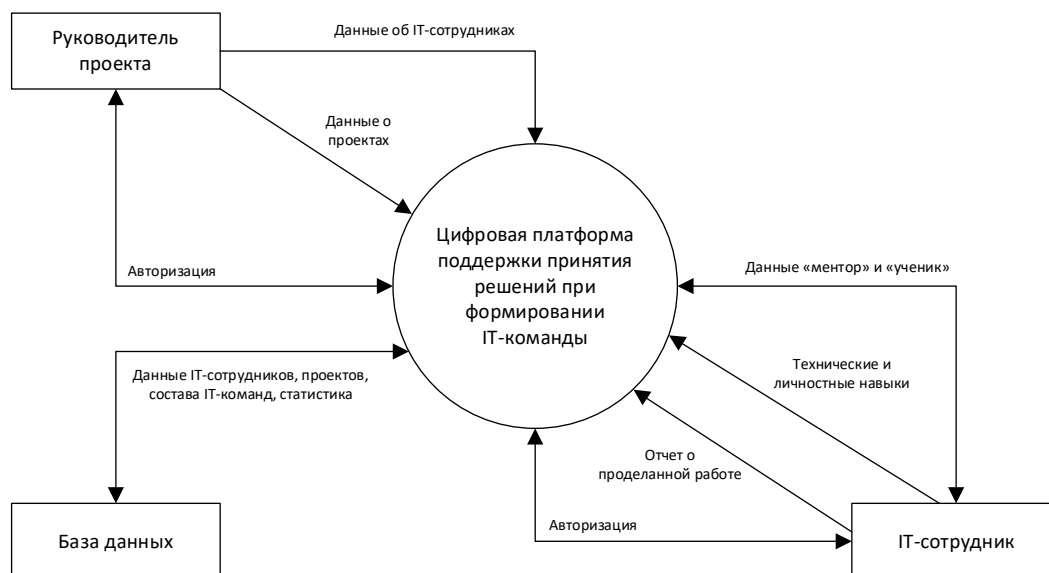 Руководитель
проекта
Данные об IT-сотрудниках
Данные о
проектах
Авторизация
Цифровая платформа
поддержки принятия
решений при
формировании
IT-команды
Данные «ментор» и «ученик»
Данные IT-сотрудников, проектов,
состава IT-команд, статистика
Технические и
личностные навыки
Отчет о
проделанной работе
Авторизация
База данных
IT-сотрудник